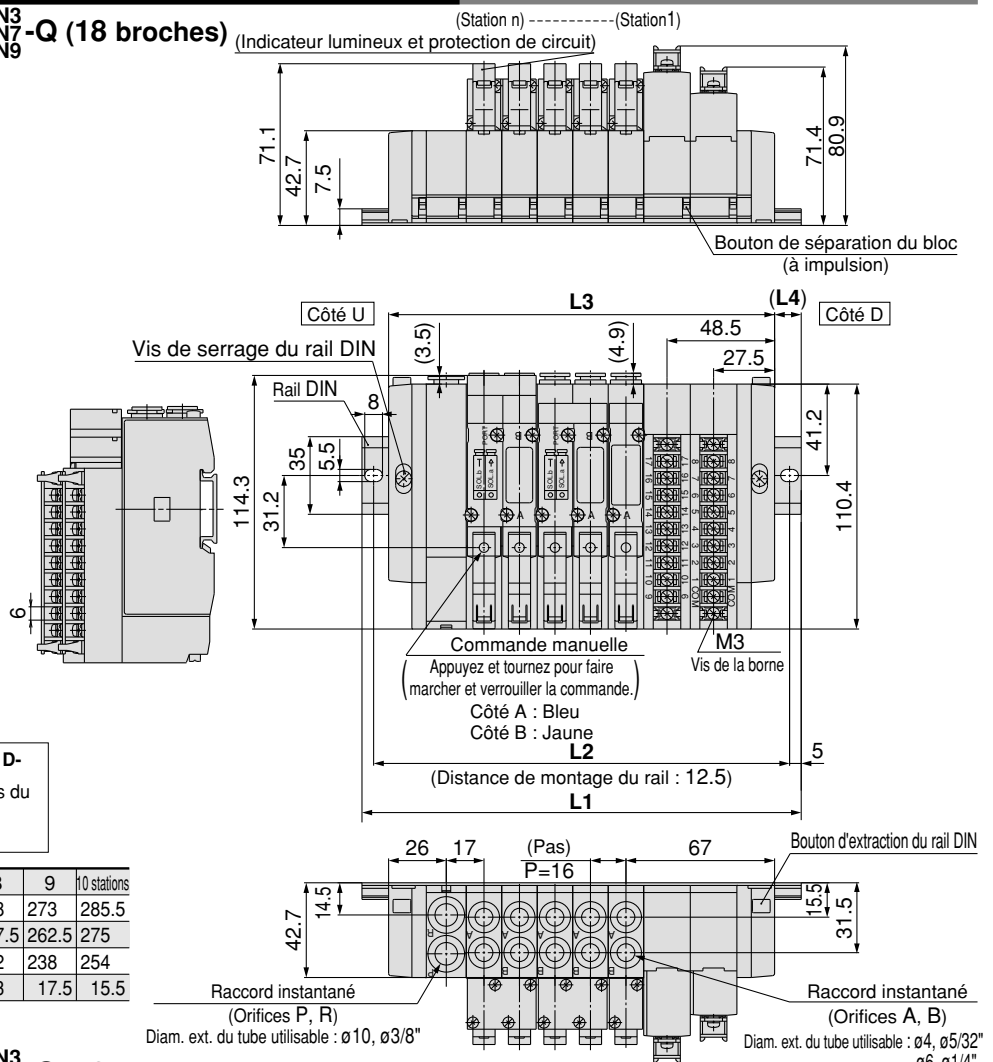 N3
N7
N9
-Q (18 broches)
(Station n) -----------(Station1)
(Indicateur lumineux et protection de circuit)
71.1
42.7
7.5
71.4
80.9
Bouton de séparation du bloc
(à impulsion)
Côté U
L3
(L4)
Côté D
48.5
27.5
(3.5)
(4.9)
Vis de serrage du rail DIN
Rail DIN
8
35
5.5
31.2
114.3
41.2
110.4
6
M3
Vis de la borne
Commande manuelle
(Appuyez et tournez pour faire
marcher et verrouiller la commande.)
Côté A : Bleu
Côté B : Jaune
L2
5
(Distance de montage du rail : 12.5)
L1
D-
s du
9 10 stations
273 285.5
262.5 275
238 254
17.5 15.5
26
17
(Pas)
P=16
67
Bouton d'extraction du rail DIN
14.5
42.7
15.5
31.5
Raccord instantané
(Orifices P, R)
Diam. ext. du tube utilisable : ø10, ø3/8"
Raccord instantané
(Orifices A, B)
Diam. ext. du tube utilisable : ø4, ø5/32"
ø6, ø1/4"
N3